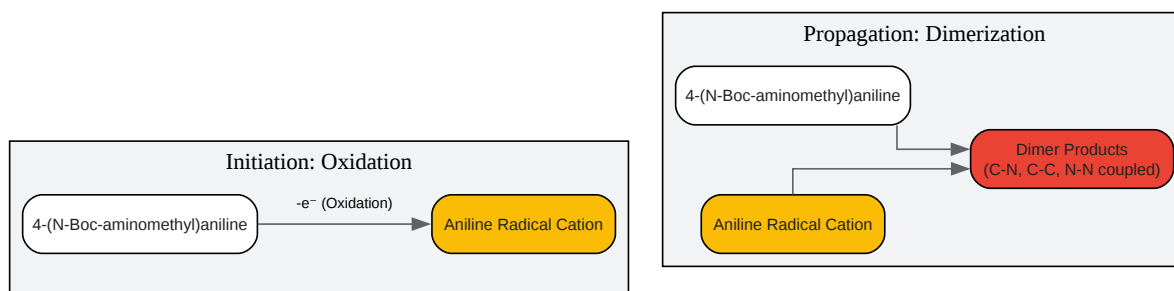 Initiation: Oxidation
4-(N-Boc-aminomethyl)aniline
-e⁻ (Oxidation)
Aniline Radical Cation
Propagation: Dimerization
4-(N-Boc-aminomethyl)aniline
Aniline Radical Cation
Dimer Products
(C-N, C-C, N-N coupled)